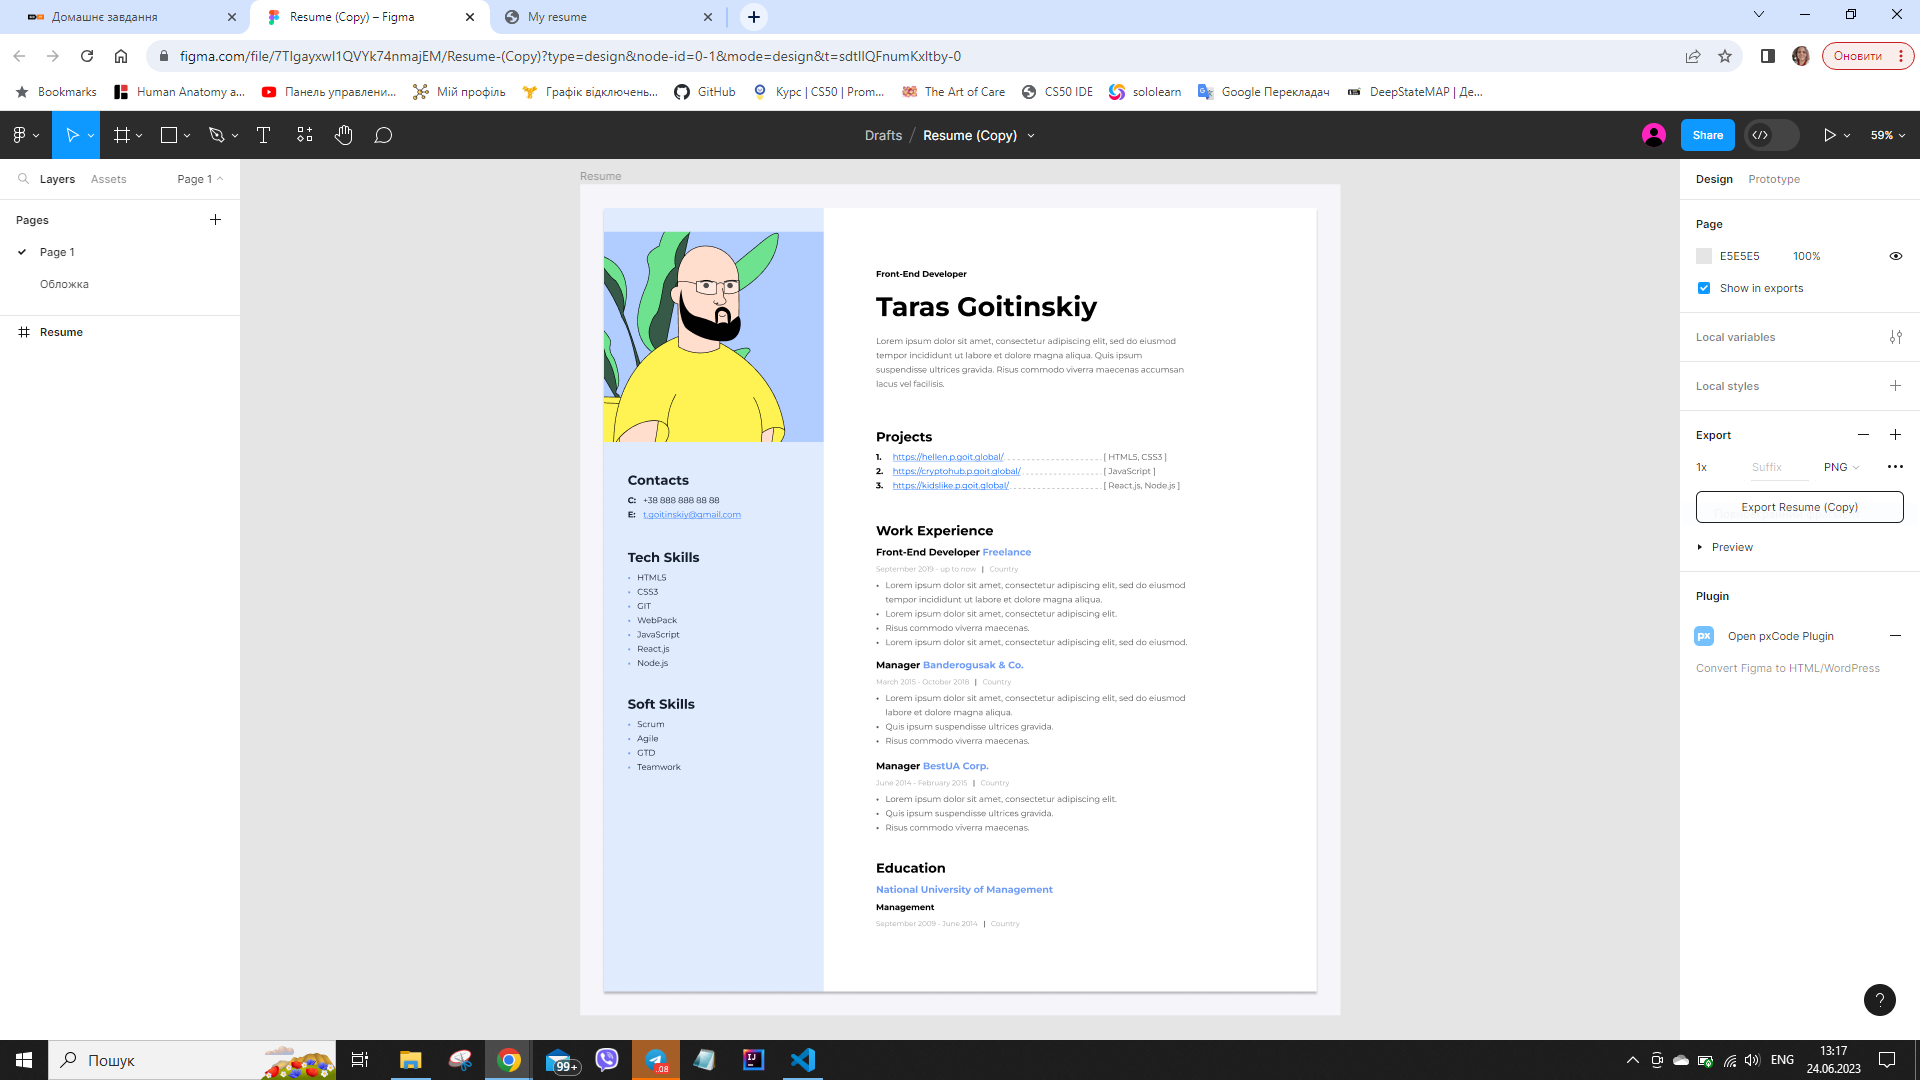 Домашнє завдання
Resume (Copy) – Figma
My resume
figma.com/file/7TIgayxwI1QVYk74nmajEM/Resume-(Copy)?type=design&node-id=0-1&mode=design&t=sdtIlQFnumKxItby-0
Оновити
Bookmarks
Human Anatomy a...
Панель управлени...
Мій профіль
Графік відключень...
GitHub
Курс | CS50 | Prom...
The Art of Care
CS50 IDE
sololearn
Google Перекладач
DeepStateMAP | Де...
Drafts / Resume (Copy)
Share
59%
Layers
Assets
Page 1
Pages
Page 1
Обложка
Resume
Resume
Front-End Developer
Taras Goitinskiy
Lorem ipsum dolor sit amet, consectetur adipiscing elit, sed do eiusmod
tempor incididunt ut labore et dolore magna aliqua. Quis ipsum
suspendisse ultrices gravida. Risus commodo viverra maecenas accumsan
lacus vel facilisis.
Projects
1. https://hellen.p.goit.global/ [ HTML5, CSS3 ]
2. https://cryptohub.p.goit.global/ [ JavaScript ]
3. https://kidslike.p.goit.global/ [ React.js, Node.js ]
Contacts
C: +38 888 888 88 88
E: t.goitinskiy@gmail.com
Tech Skills
• HTML5
• CSS3
• GIT
• WebPack
• JavaScript
• React.js
• Node.js
Soft Skills
• Scrum
• Agile
• GTD
• Teamwork
Work Experience
Front-End Developer Freelance
September 2019 - up to now | Country
• Lorem ipsum dolor sit amet, consectetur adipiscing elit, sed do eiusmod
tempor incididunt ut labore et dolore magna aliqua.
• Lorem ipsum dolor sit amet, consectetur adipiscing elit.
• Risus commodo viverra maecenas.
• Lorem ipsum dolor sit amet, consectetur adipiscing elit, sed do eiusmod.
Manager Banderogusak & Co.
March 2015 - October 2018 | Country
• Lorem ipsum dolor sit amet, consectetur adipiscing elit, sed do eiusmod
labore et dolore magna aliqua.
• Quis ipsum suspendisse ultrices gravida.
• Risus commodo viverra maecenas.
Manager BestUA Corp.
June 2014 - February 2015 | Country
• Lorem ipsum dolor sit amet, consectetur adipiscing elit.
• Quis ipsum suspendisse ultrices gravida.
• Risus commodo viverra maecenas.
Education
National University of Management
Management
September 2009 - June 2014 | Country
Design
Prototype
Page
E5E5E5
100%
Show in exports
Local variables
Local styles
Export
1x
Suffix
PNG
Export Resume (Copy)
Preview
Plugin
px
Open pxCode Plugin
Convert Figma to HTML/WordPress
?
Пошук
99+
.08
IJ
ENG
13:17
24.06.2023